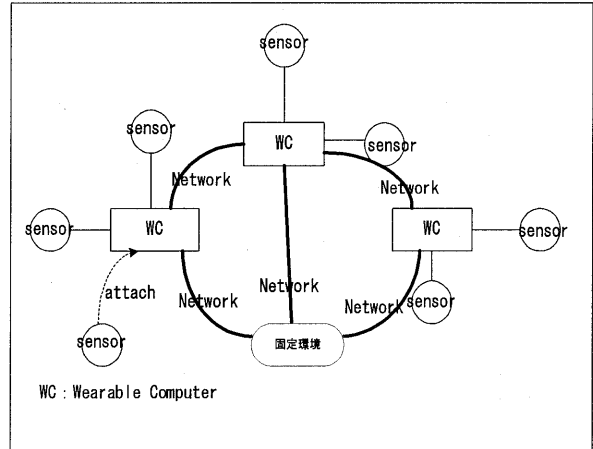 sensor
sensor
WC
sensor
Network
Network
sensor
WC
WC
sensor
attach
Network
Network
Network
sensor
sensor
固定環境
WC : Wearable Computer